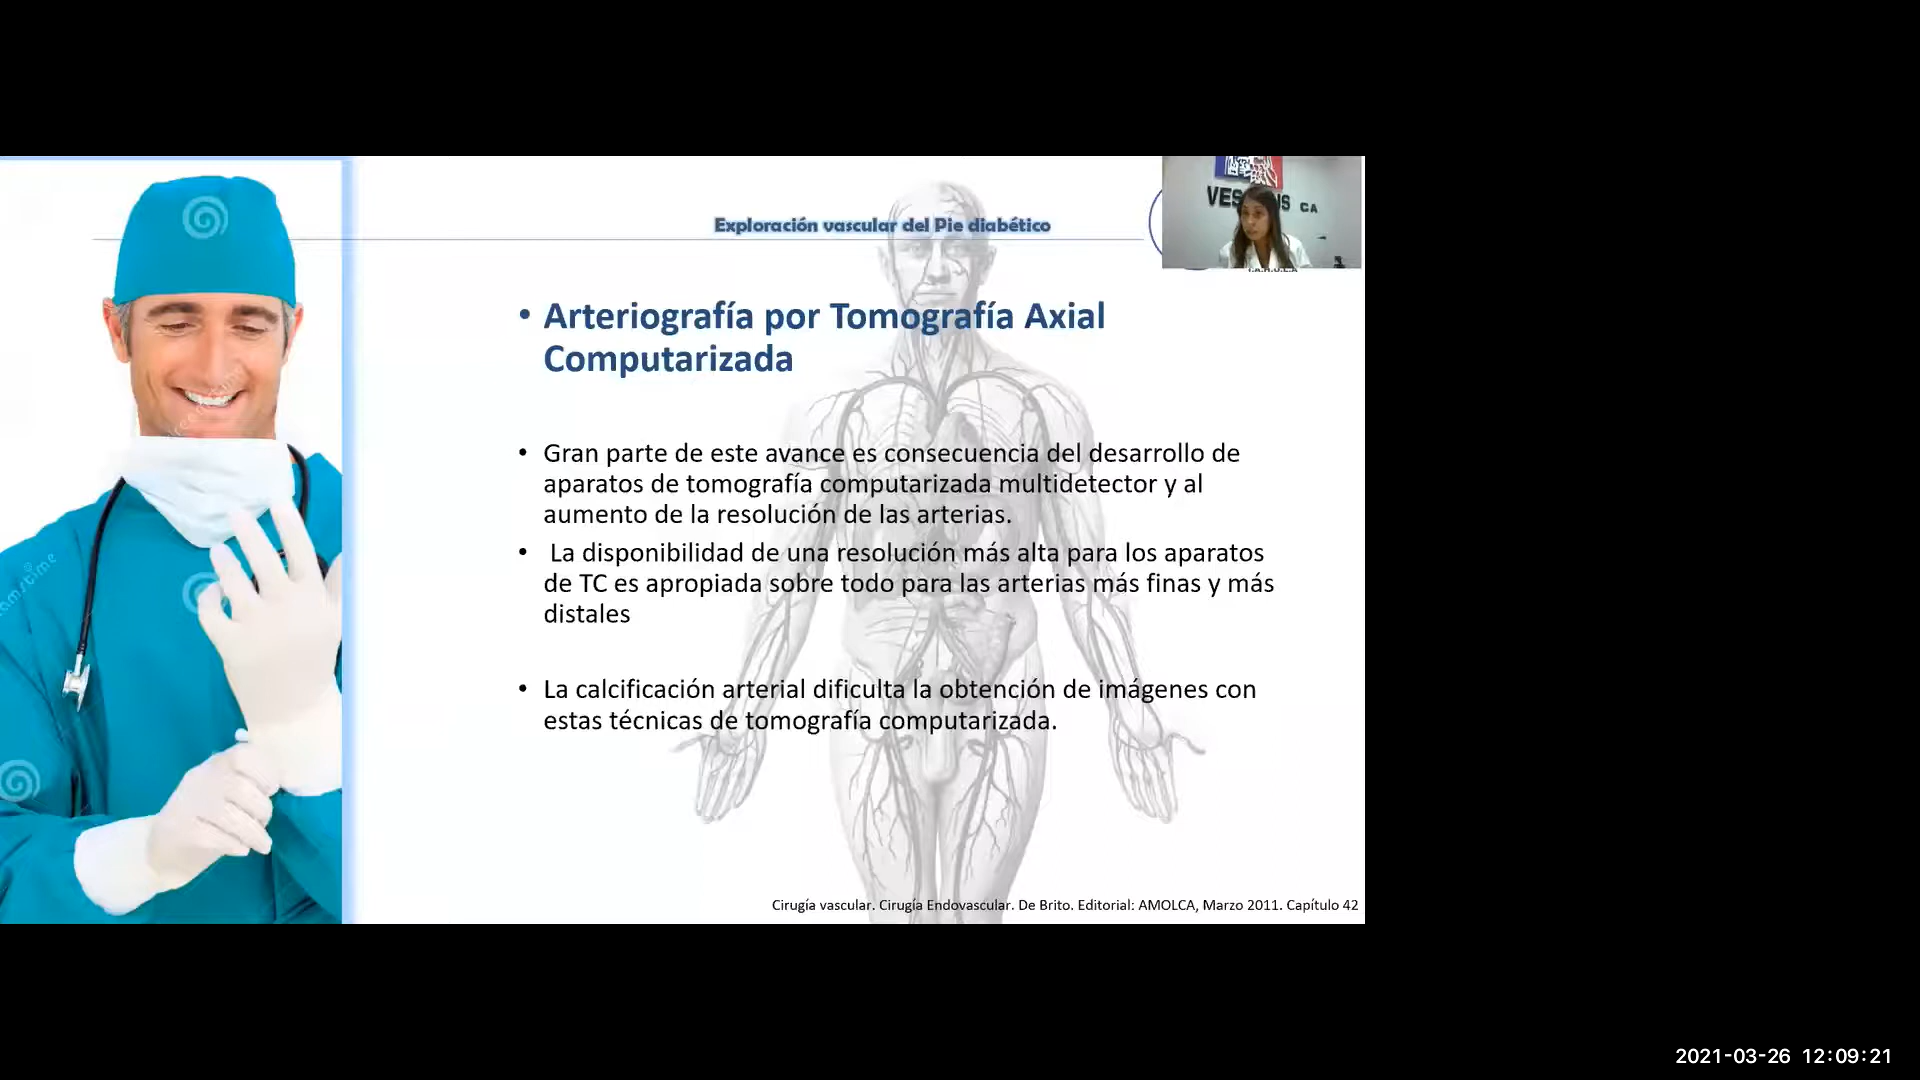 Exploración vascular del Pie diabético
• Arteriografía por Tomografía Axial
Computarizada
• Gran parte de este avance es consecuencia del desarrollo de
aparatos de tomografía computarizada multidetector y al
aumento de la resolución de las arterias.
• La disponibilidad de una resolución más alta para los aparatos
de TC es apropiada sobre todo para las arterias más finas y más
distales
• La calcificación arterial dificulta la obtención de imágenes con
estas técnicas de tomografía computarizada.
Cirugía vascular. Cirugía Endovascular. De Brito. Editorial: AMOLCA, Marzo 2011. Capítulo 42
CA
2021-03-26 12:09:21